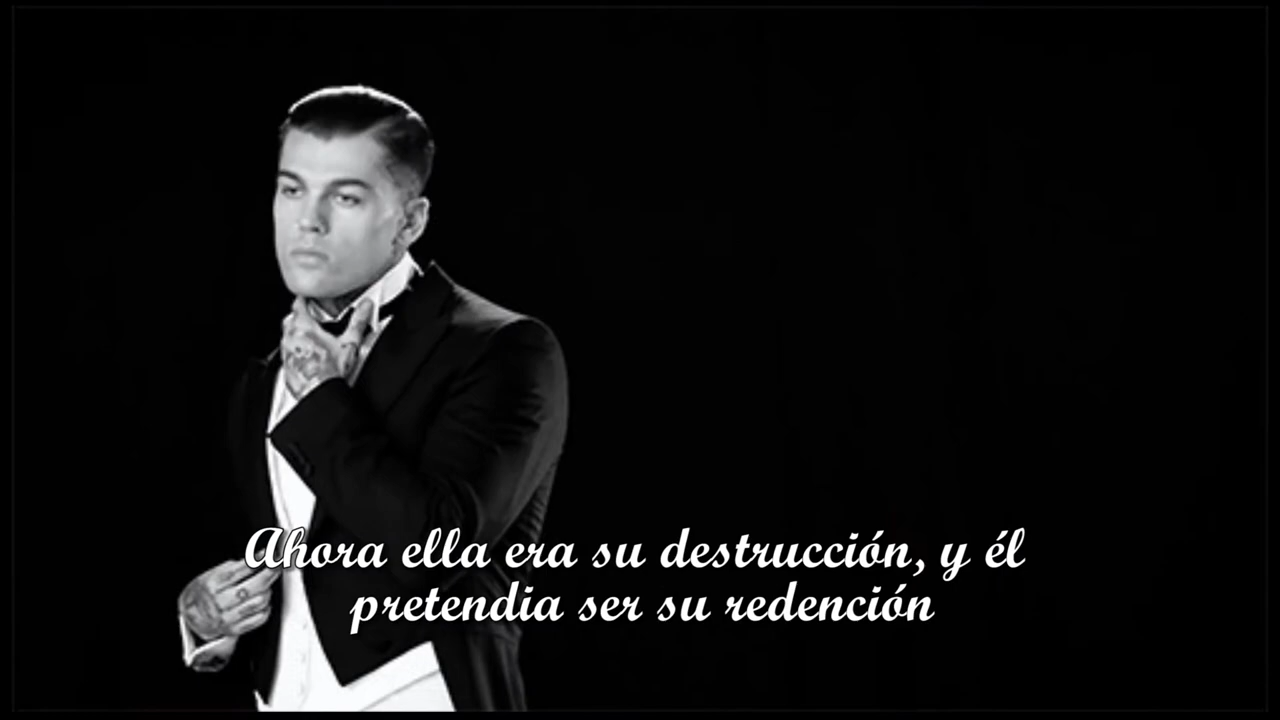 Ahora ella era su destrucción, y él
pretendia ser su redención